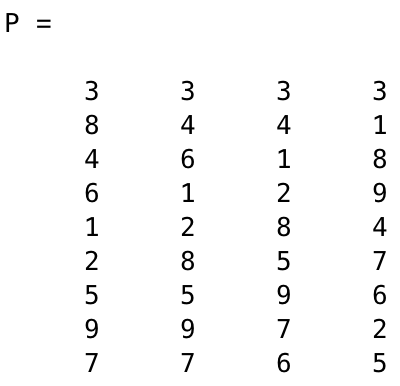 P =
3 3 3 3
8 4 4 1
4 6 1 8
6 1 2 9
1 2 8 4
2 8 5 7
5 5 9 6
9 9 7 2
7 7 6 5